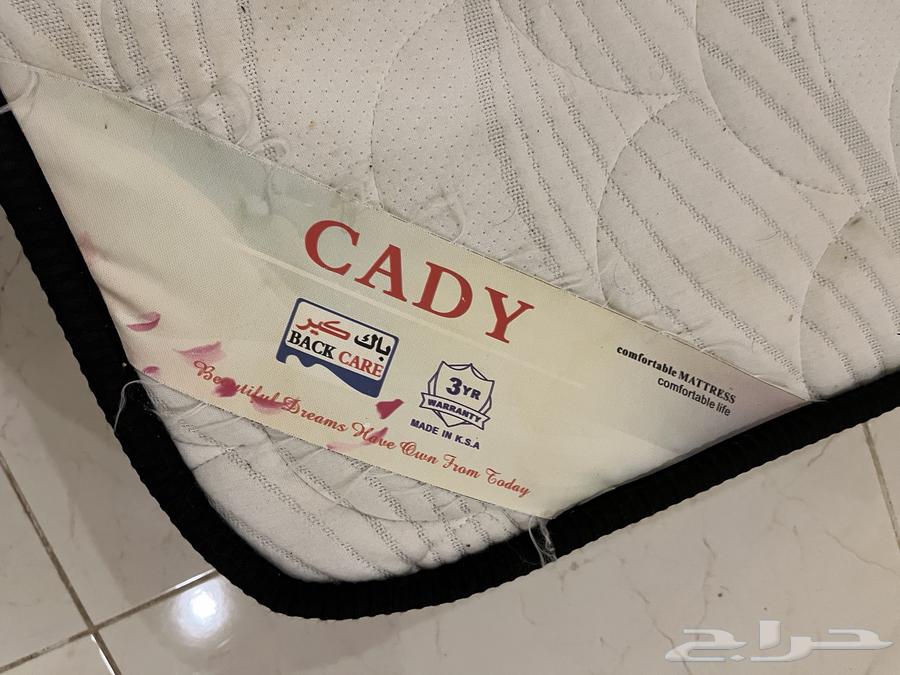 CADY
باك كير
BACK CARE
3YR
WARRANTY
MADE IN K.S.A
Beautiful Dreams Have Own From Today
comfortable MATTRESS
comfortable life
حراج